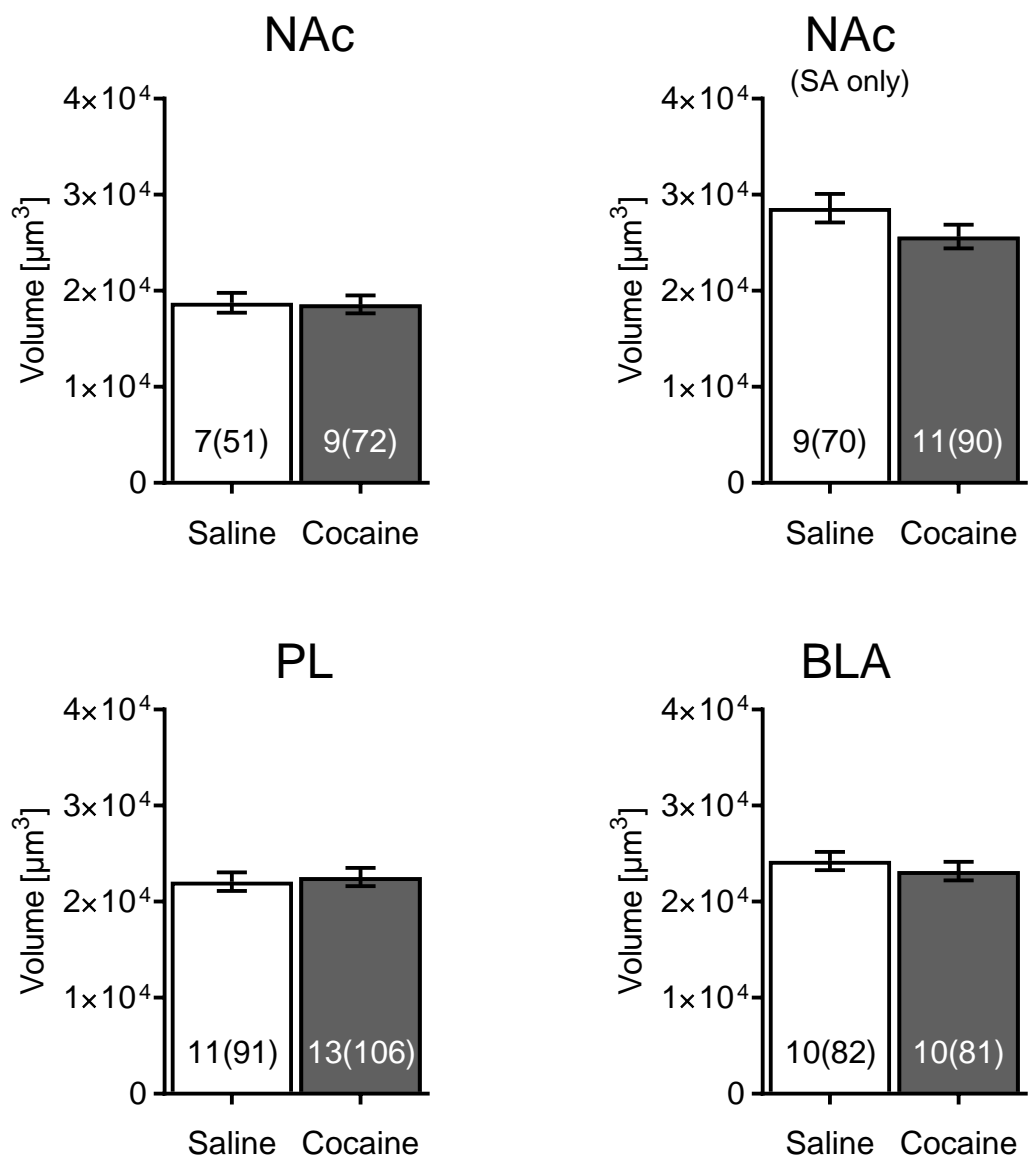 NAc
4×10⁴
3×10⁴
2×10⁴
1×10⁴
0
Volume [µm³]
7(51) 9(72)
Saline Cocaine
NAc
(SA only)
4×10⁴
3×10⁴
2×10⁴
1×10⁴
0
Volume [µm³]
9(70) 11(90)
Saline Cocaine
PL
4×10⁴
3×10⁴
2×10⁴
1×10⁴
0
Volume [µm³]
11(91) 13(106)
Saline Cocaine
BLA
4×10⁴
3×10⁴
2×10⁴
1×10⁴
0
Volume [µm³]
10(82) 10(81)
Saline Cocaine